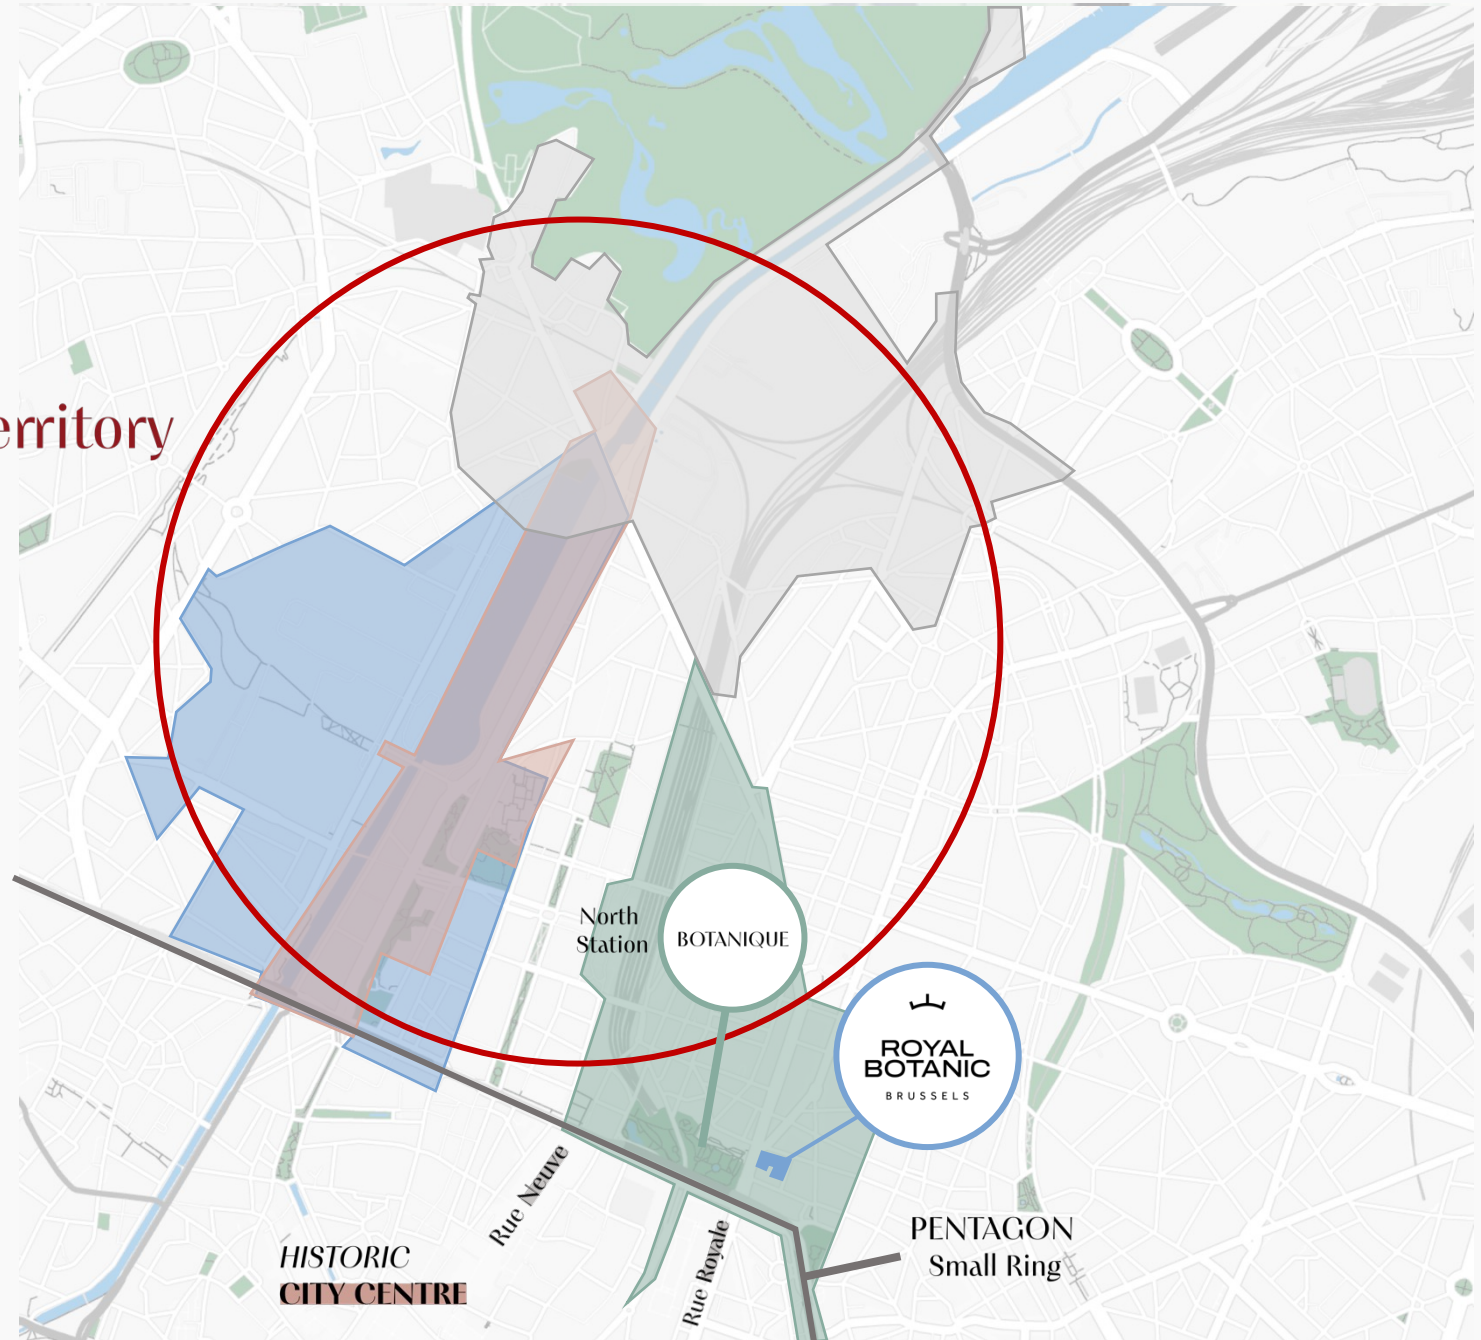 erritory
North
Station
BOTANIQUE
ROYAL
BOTANIC
BRUSSELS
Rue Neuve
Rue Royale
PENTAGON
Small Ring
HISTORIC
CITY CENTRE